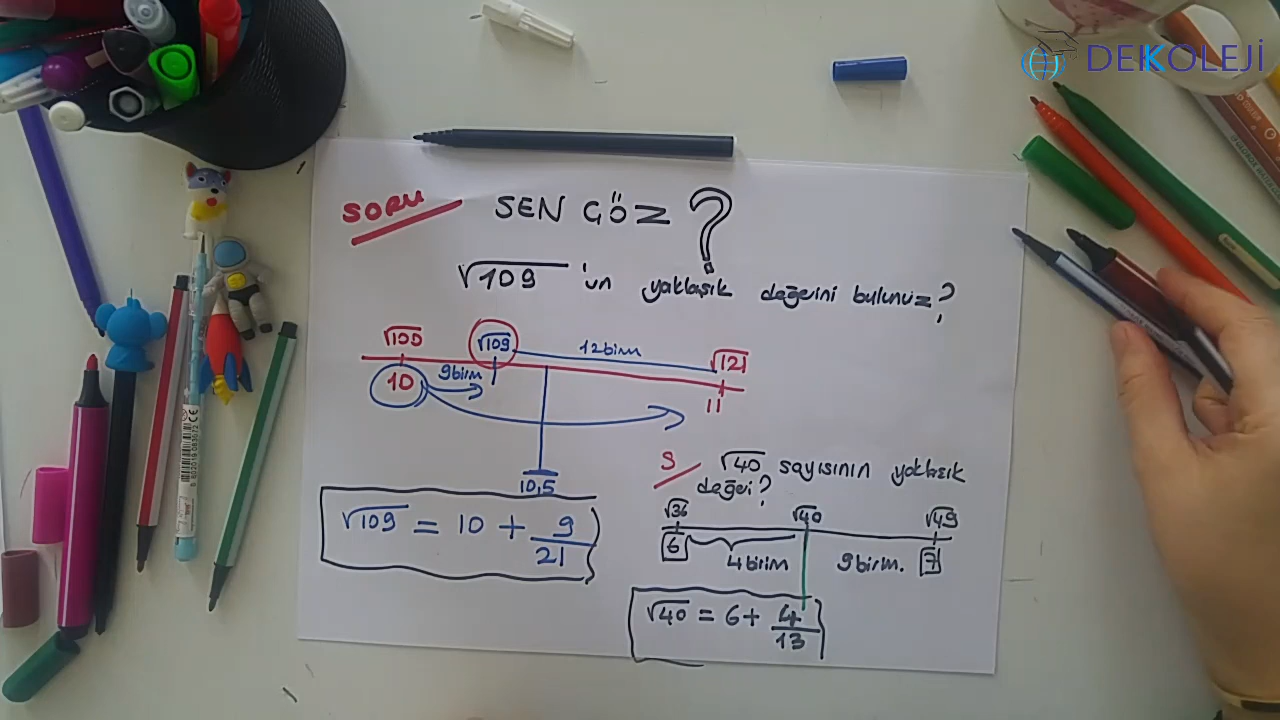 DEKKOLEJİ
SORU SEN ÇÖZ ?
√109 'un yaklaşık değerini bulunuz?
√100 √109 12birim √121
10 9birim 11
10,5
√109 = 10 + 9/21
S/ √40 sayısının yaklaşık
değeri?
√36 √40 √49
6 4birim 9birim. 7
√40 = 6 + 4/13